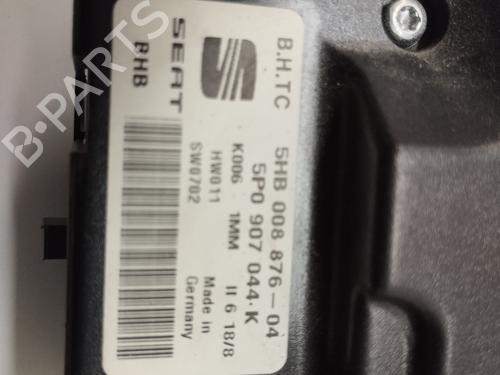 B.H.TC
5HB 008 876-04
5P0 907 044·K
K006 1MM II 6 18/8
HW011 Made in
SW0702 Germany
SEAT
BHB
B-PARTS